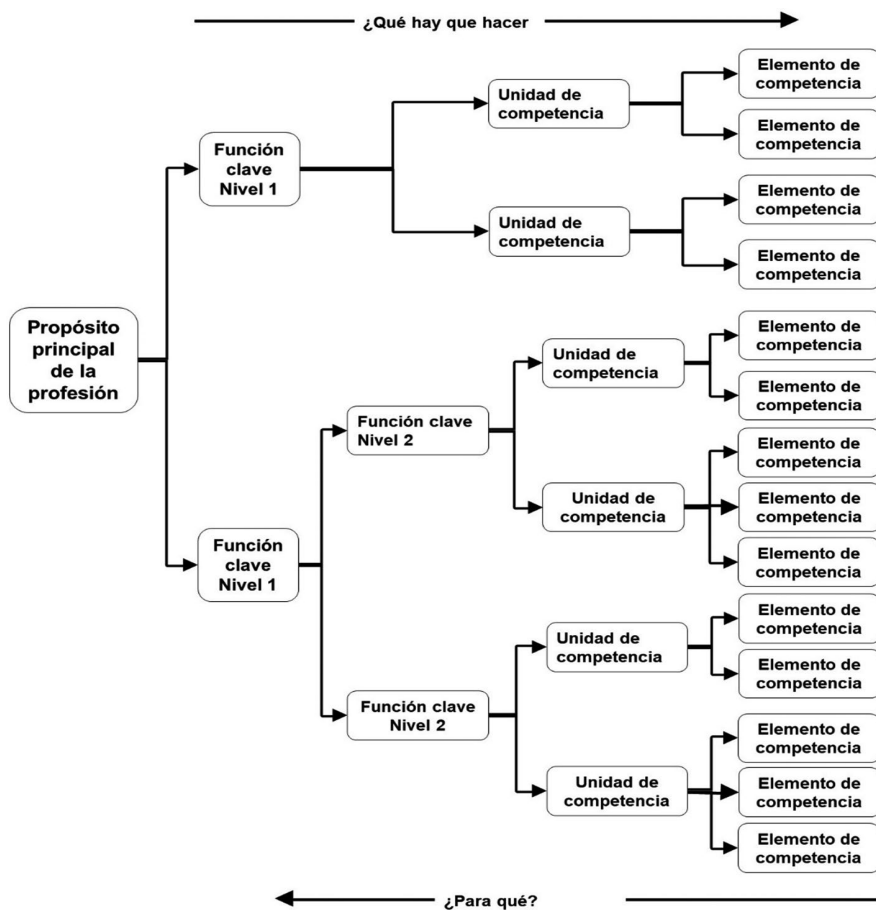 ¿Qué hay que hacer
Elemento de
competencia
Unidad de
competencia
Elemento de
competencia
Función
clave
Nivel 1
Elemento de
competencia
Unidad de
competencia
Elemento de
competencia
Propósito
principal
de la
profesión
Elemento de
competencia
Unidad de
competencia
Elemento de
competencia
Función clave
Nivel 2
Elemento de
competencia
Unidad de
competencia
Elemento de
competencia
Elemento de
competencia
Función
clave
Nivel 1
Elemento de
competencia
Unidad de
competencia
Elemento de
competencia
Función clave
Nivel 2
Elemento de
competencia
Unidad de
competencia
Elemento de
competencia
Elemento de
competencia
¿Para qué?